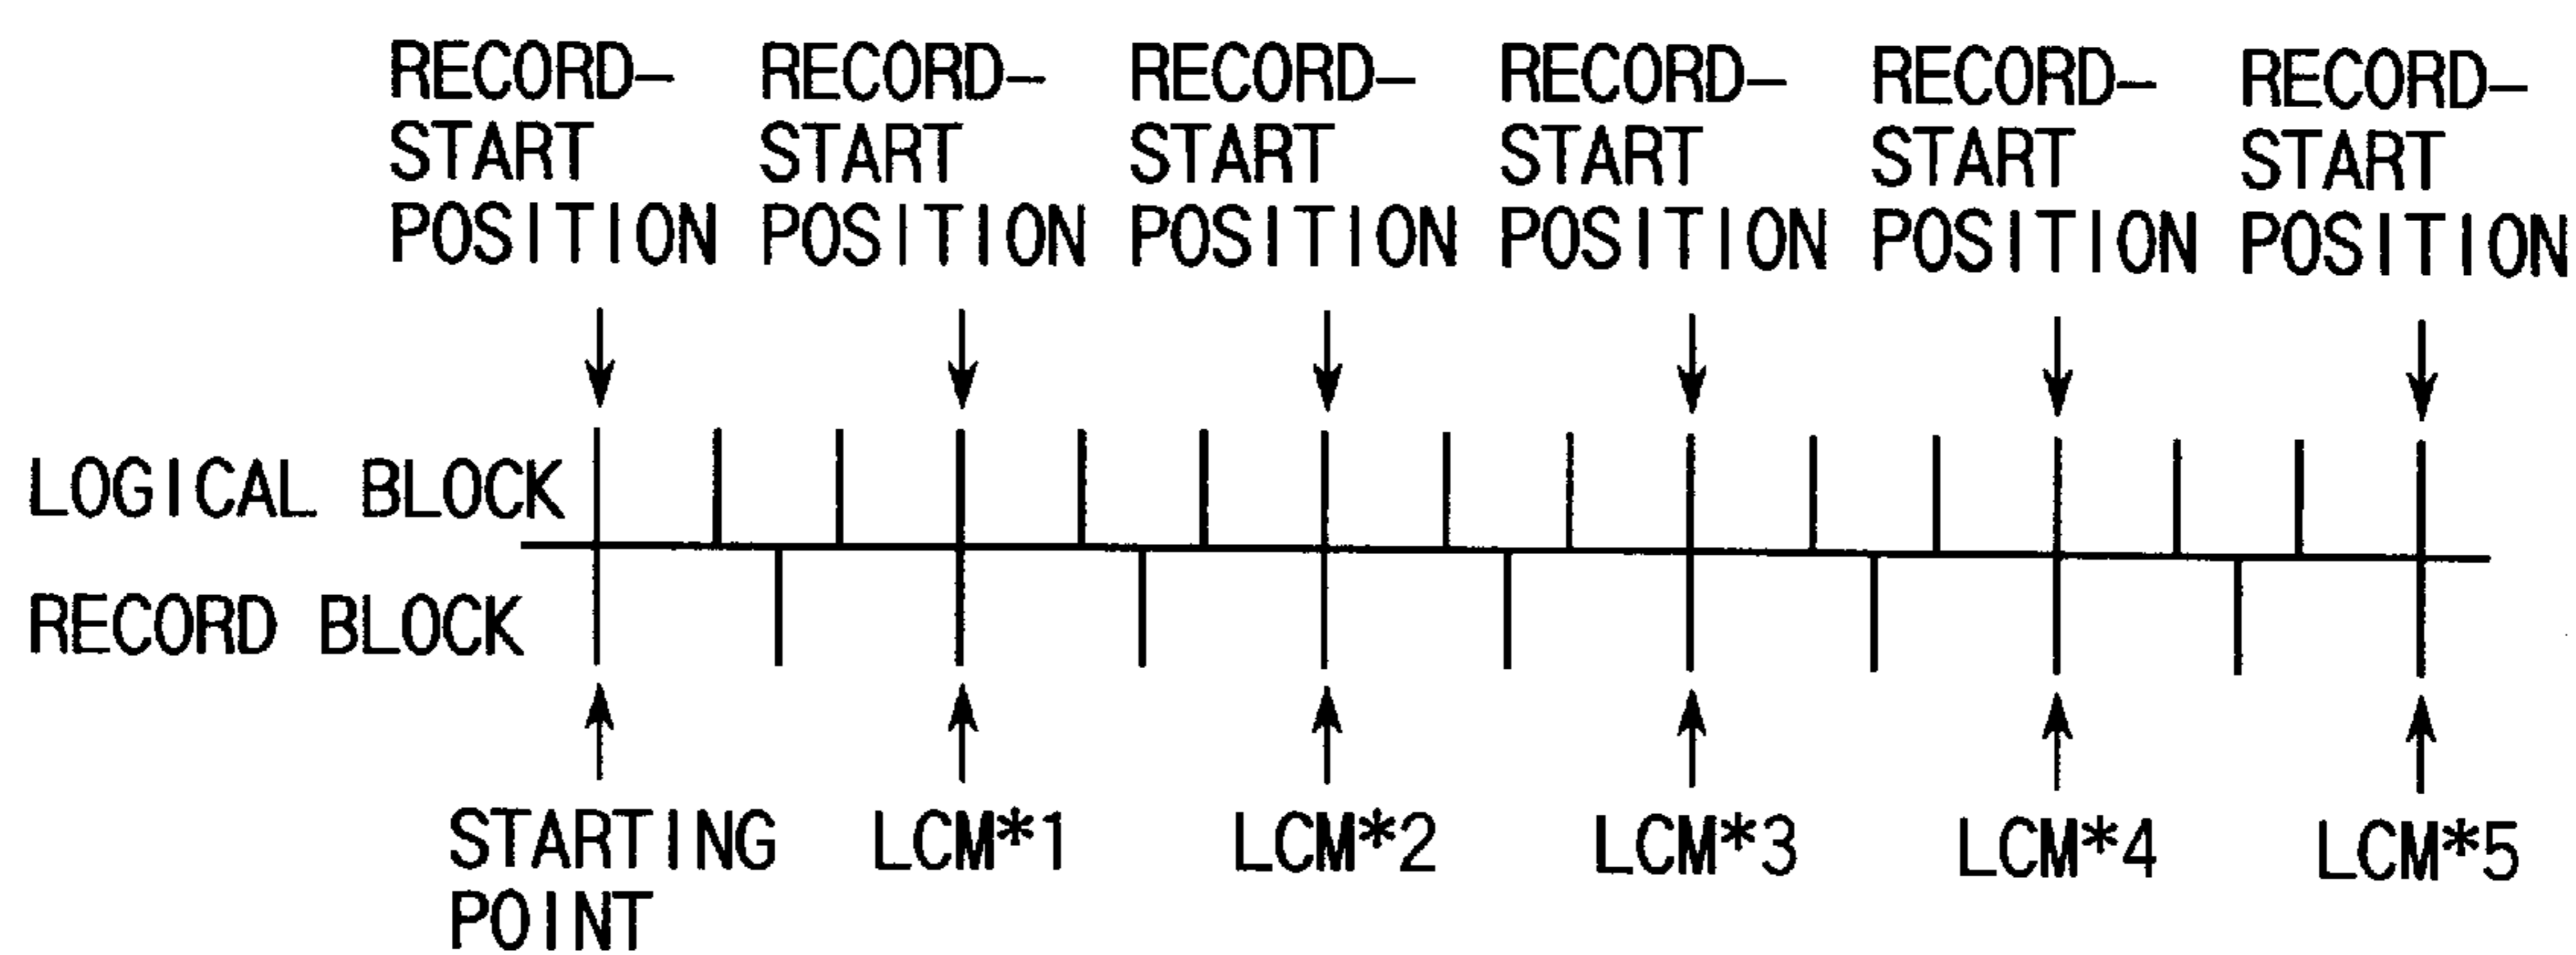 RECORD- RECORD- RECORD- RECORD- RECORD- RECORD-
START START START START START START
POSITION POSITION POSITION POSITION POSITION POSITION
LOGICAL BLOCK
RECORD BLOCK
STARTING LCM*1 LCM*2 LCM*3 LCM*4 LCM*5
POINT